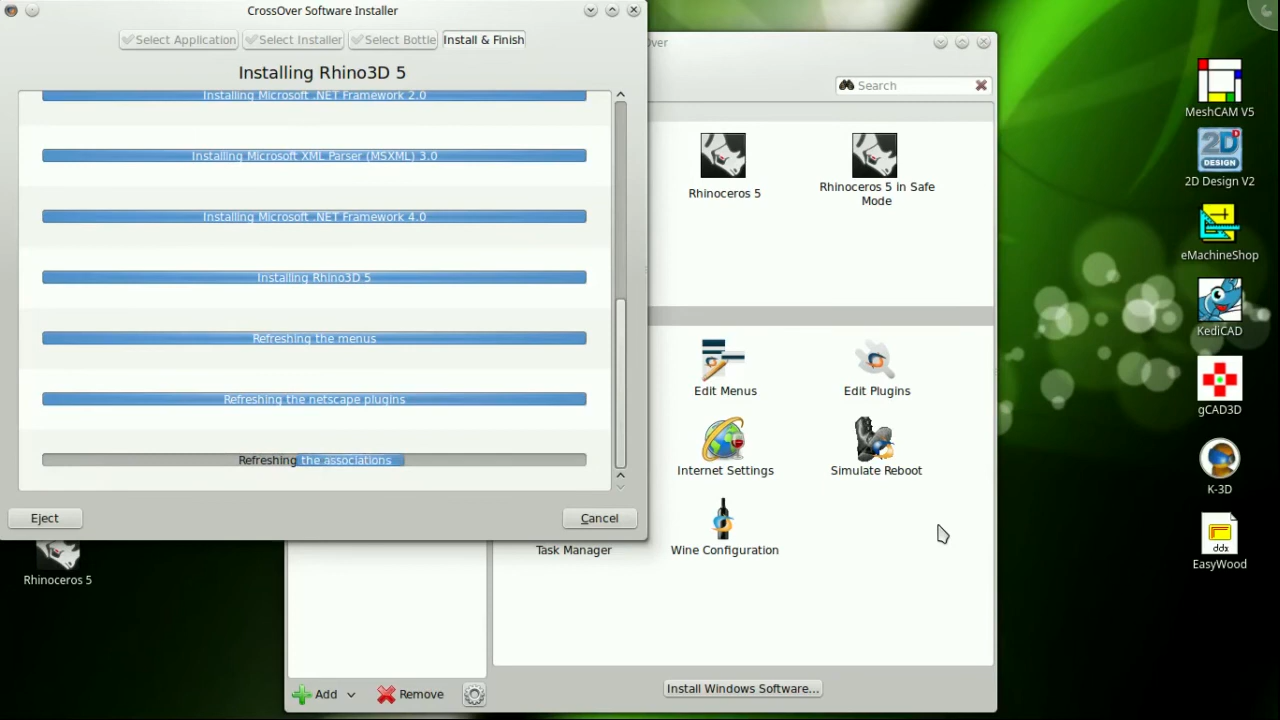 CrossOver Software Installer
Select Application
Select Installer
Select Bottle
Install & Finish
Installing Rhino3D 5
Installing Microsoft .NET Framework 2.0
Installing Microsoft XML Parser (MSXML) 3.0
Installing Microsoft .NET Framework 4.0
Installing Rhino3D 5
Refreshing the menus
Refreshing the netscape plugins
Refreshing the associations
Eject
Cancel
Over
Search
Rhinoceros 5
Rhinoceros 5 in Safe
Mode
Edit Menus
Edit Plugins
Internet Settings
Simulate Reboot
Task Manager
Wine Configuration
Add
Remove
Install Windows Software...
Rhinoceros 5
MeshCAM V5
2D
DESIGN
2D Design V2
eMachineShop
KediCAD
gCAD3D
K-3D
ddx
EasyWood